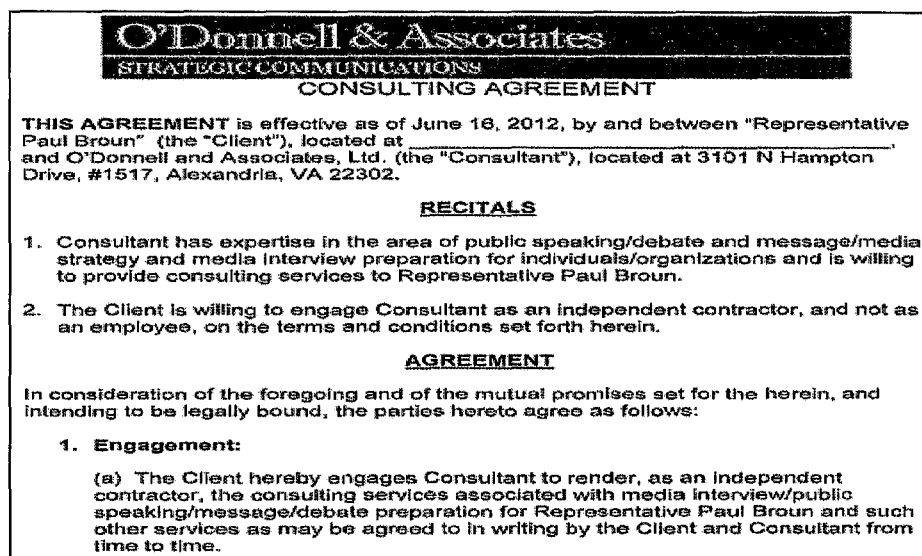 O'Donnell & Associates
STRATEGIC COMMUNICATIONS
CONSULTING AGREEMENT
THIS AGREEMENT is effective as of June 16, 2012, by and between "Representative
Paul Broun" (the "Client"), located at ______________________________,
and O'Donnell and Associates, Ltd. (the "Consultant"), located at 3101 N Hampton
Drive, #1517, Alexandria, VA 22302.
RECITALS
1. Consultant has expertise in the area of public speaking/debate and message/media
strategy and media interview preparation for individuals/organizations and is willing
to provide consulting services to Representative Paul Broun.
2. The Client is willing to engage Consultant as an independent contractor, and not as
an employee, on the terms and conditions set forth herein.
AGREEMENT
In consideration of the foregoing and of the mutual promises set for the herein, and
intending to be legally bound, the parties hereto agree as follows:
1. Engagement:
(a) The Client hereby engages Consultant to render, as an independent
contractor, the consulting services associated with media interview/public
speaking/message/debate preparation for Representative Paul Broun and such
other services as may be agreed to in writing by the Client and Consultant from
time to time.